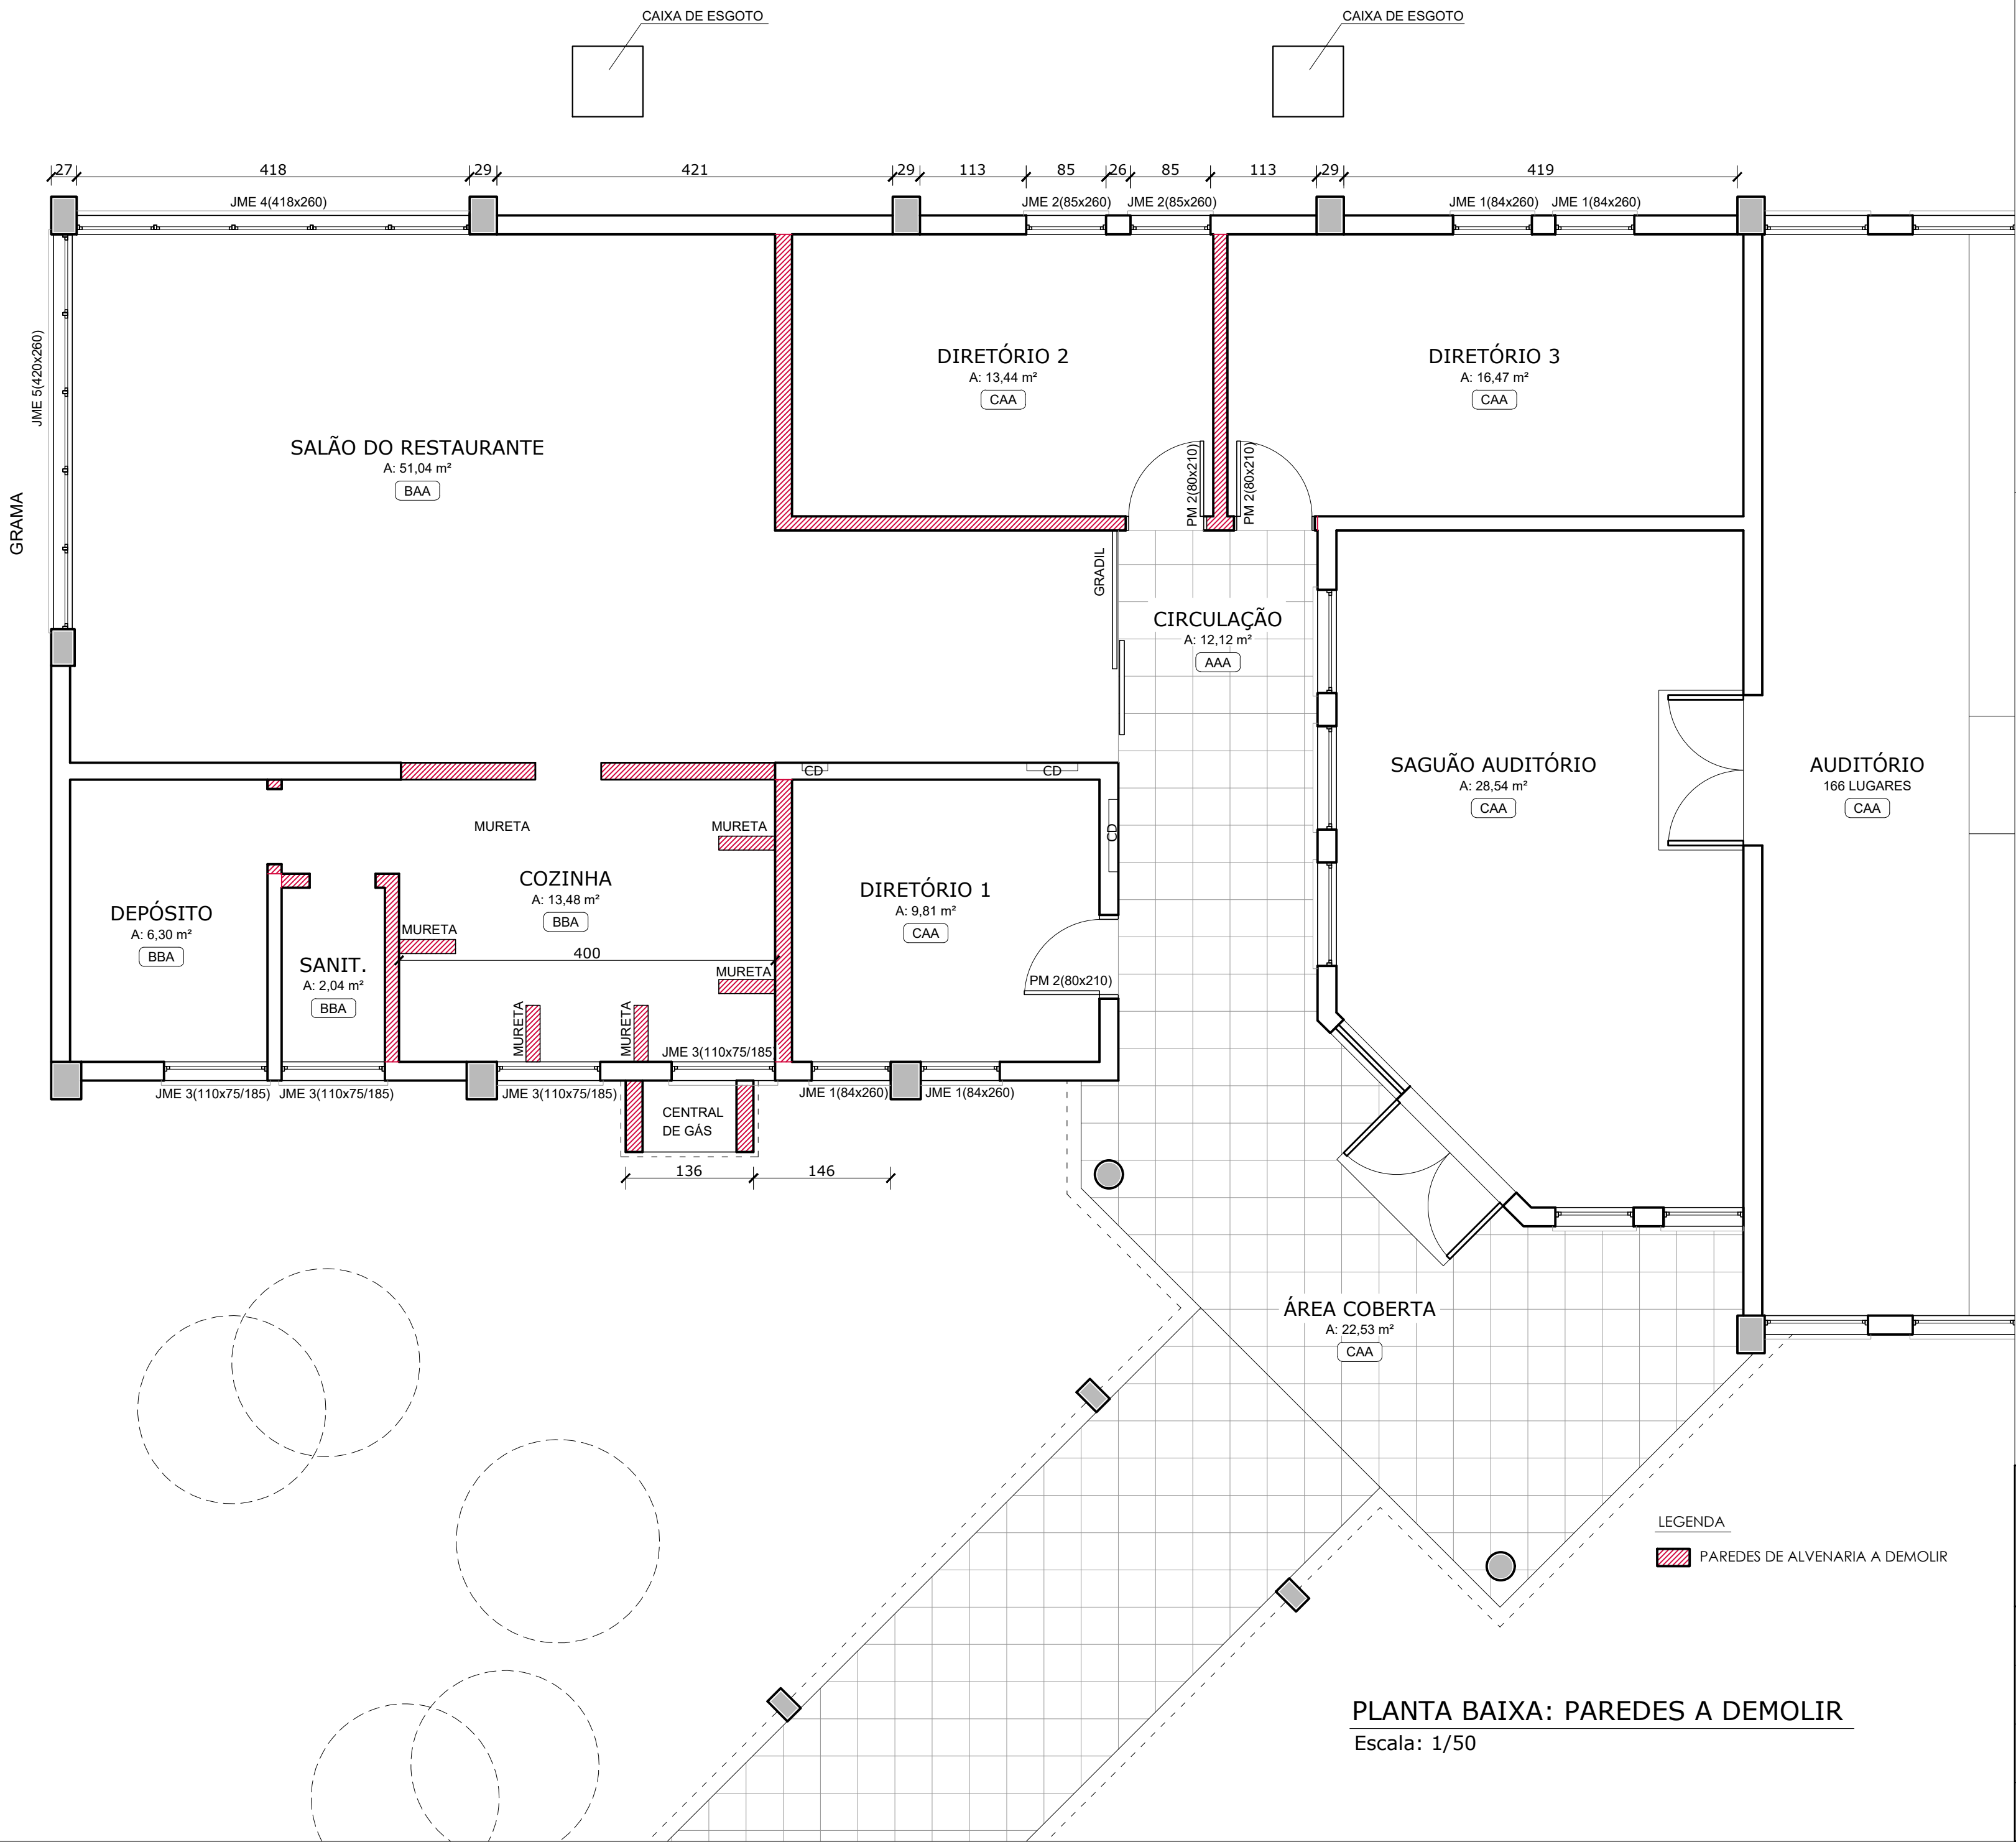 CAIXA DE ESGOTO
CAIXA DE ESGOTO
27 418 29 421 29 113 85 26 85 113 29 419
JME 4(418x260)
JME 2(85x260)
JME 2(85x260)
JME 1(84x260)
JME 1(84x260)
JME 5(420x260)
GRAMA
SALÃO DO RESTAURANTE
A: 51,04 m²
BAA
DIRETÓRIO 2
A: 13,44 m²
CAA
DIRETÓRIO 3
A: 16,47 m²
CAA
PM 2(80x210)
PM 2(80x210)
GRADIL
CIRCULAÇÃO
A: 12,12 m²
AAA
SAGUÃO AUDITÓRIO
A: 28,54 m²
CAA
AUDITÓRIO
166 LUGARES
CAA
CD
CD
CD
MURETA
MURETA
COZINHA
A: 13,48 m²
BBA
DIRETÓRIO 1
A: 9,81 m²
CAA
DEPÓSITO
A: 6,30 m²
BBA
MURETA
400
SANIT.
A: 2,04 m²
BBA
MURETA
PM 2(80x210)
MURETA
MURETA
JME 3(110x75/185)
JME 3(110x75/185)
JME 3(110x75/185)
JME 3(110x75/185)
JME 1(84x260)
JME 1(84x260)
CENTRAL
DE GÁS
136 146
ÁREA COBERTA
A: 22,53 m²
CAA
LEGENDA
PAREDES DE ALVENARIA A DEMOLIR
PLANTA BAIXA: PAREDES A DEMOLIR
Escala: 1/50